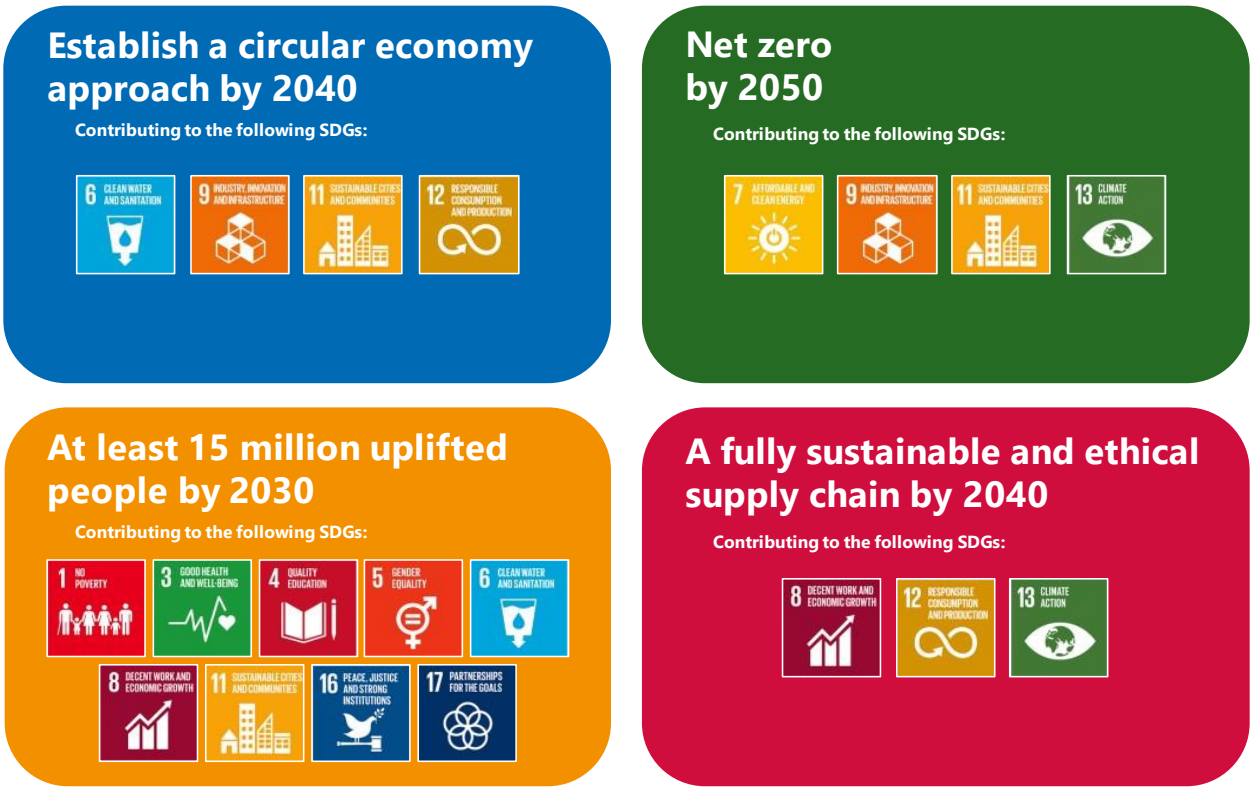 Establish a circular economy
approach by 2040
Contributing to the following SDGs:
6 CLEAN WATER
AND SANITATION
9 INDUSTRY, INNOVATION
AND INFRASTRUCTURE
11 SUSTAINABLE CITIES
AND COMMUNITIES
12 RESPONSIBLE
CONSUMPTION
AND PRODUCTION
Net zero
by 2050
Contributing to the following SDGs:
7 AFFORDABLE AND
CLEAN ENERGY
9 INDUSTRY, INNOVATION
AND INFRASTRUCTURE
11 SUSTAINABLE CITIES
AND COMMUNITIES
13 CLIMATE
ACTION
At least 15 million uplifted
people by 2030
Contributing to the following SDGs:
1 NO
POVERTY
3 GOOD HEALTH
AND WELL-BEING
4 QUALITY
EDUCATION
5 GENDER
EQUALITY
6 CLEAN WATER
AND SANITATION
8 DECENT WORK AND
ECONOMIC GROWTH
11 SUSTAINABLE CITIES
AND COMMUNITIES
16 PEACE, JUSTICE
AND STRONG
INSTITUTIONS
17 PARTNERSHIPS
FOR THE GOALS
A fully sustainable and ethical
supply chain by 2040
Contributing to the following SDGs:
8 DECENT WORK AND
ECONOMIC GROWTH
12 RESPONSIBLE
CONSUMPTION
AND PRODUCTION
13 CLIMATE
ACTION